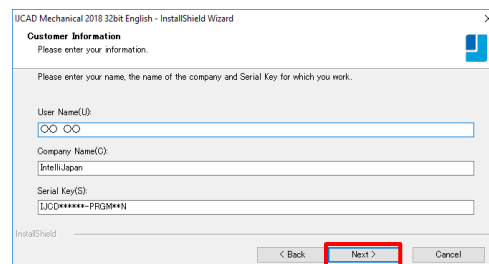 IJCAD Mechanical 2018 32bit English - InstallShield Wizard
Customer Information
Please enter your information.
Please enter your name, the name of the company and Serial Key for which you work.
User Name(U):
○○ ○○
Company Name(C):
IntelliJapan
Serial Key(S):
IJCD******-PRGM**N
InstallShield
< Back Next > Cancel